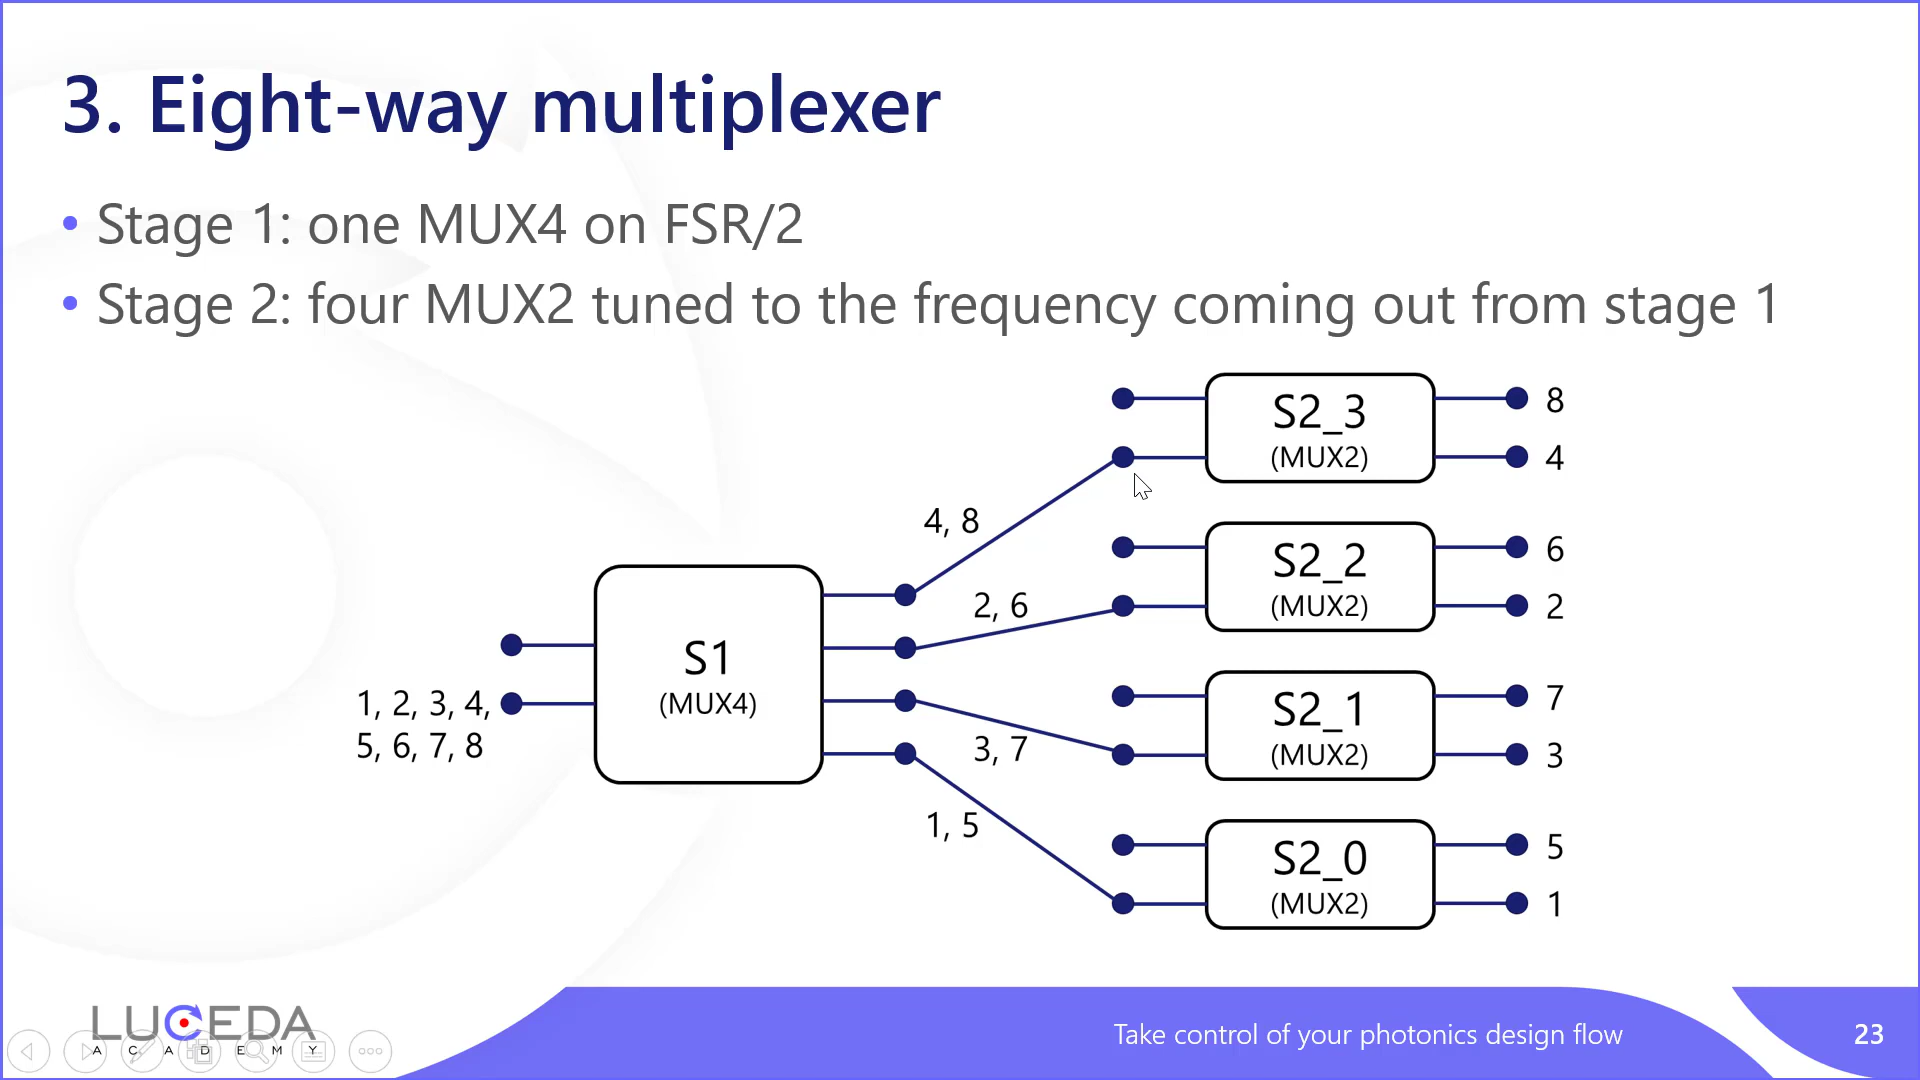 3. Eight-way multiplexer
• Stage 1: one MUX4 on FSR/2
• Stage 2: four MUX2 tuned to the frequency coming out from stage 1
S2_3
(MUX2)
8
4
4, 8
S2_2
(MUX2)
6
2
2, 6
S1
(MUX4)
1, 2, 3, 4,
5, 6, 7, 8
S2_1
(MUX2)
7
3
3, 7
1, 5
S2_0
(MUX2)
5
1
LUCEDA
ACADEMY
Take control of your photonics design flow
23